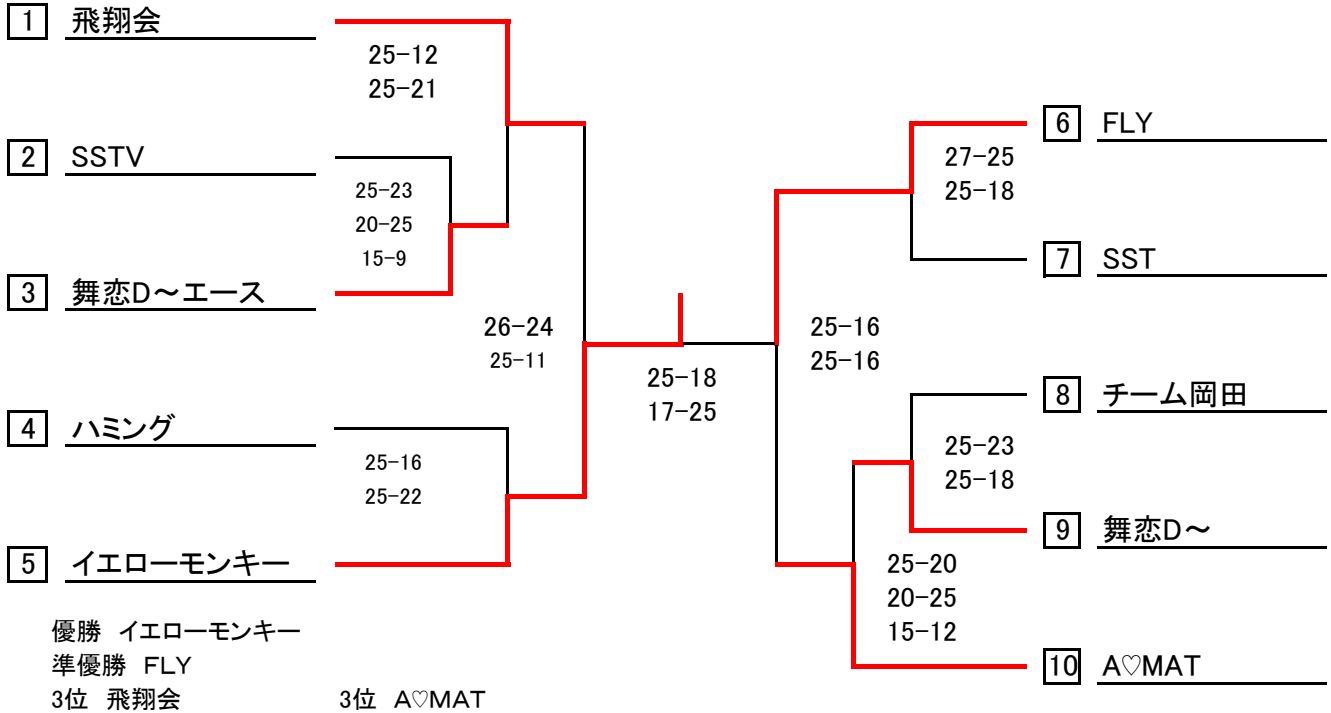 1 飛翔会
25-12
25-21
2 SSTV
25-23
20-25
15-9
3 舞恋D～エース
26-24
25-11
4 ハミング
25-16
25-22
5 イエローモンキー
25-18
17-25
6 FLY
27-25
25-18
7 SST
25-16
25-16
8 チーム岡田
25-23
25-18
9 舞恋D～
25-20
20-25
15-12
10 A♡MAT
優勝 イエローモンキー
準優勝 FLY
3位 飛翔会 3位 A♡MAT